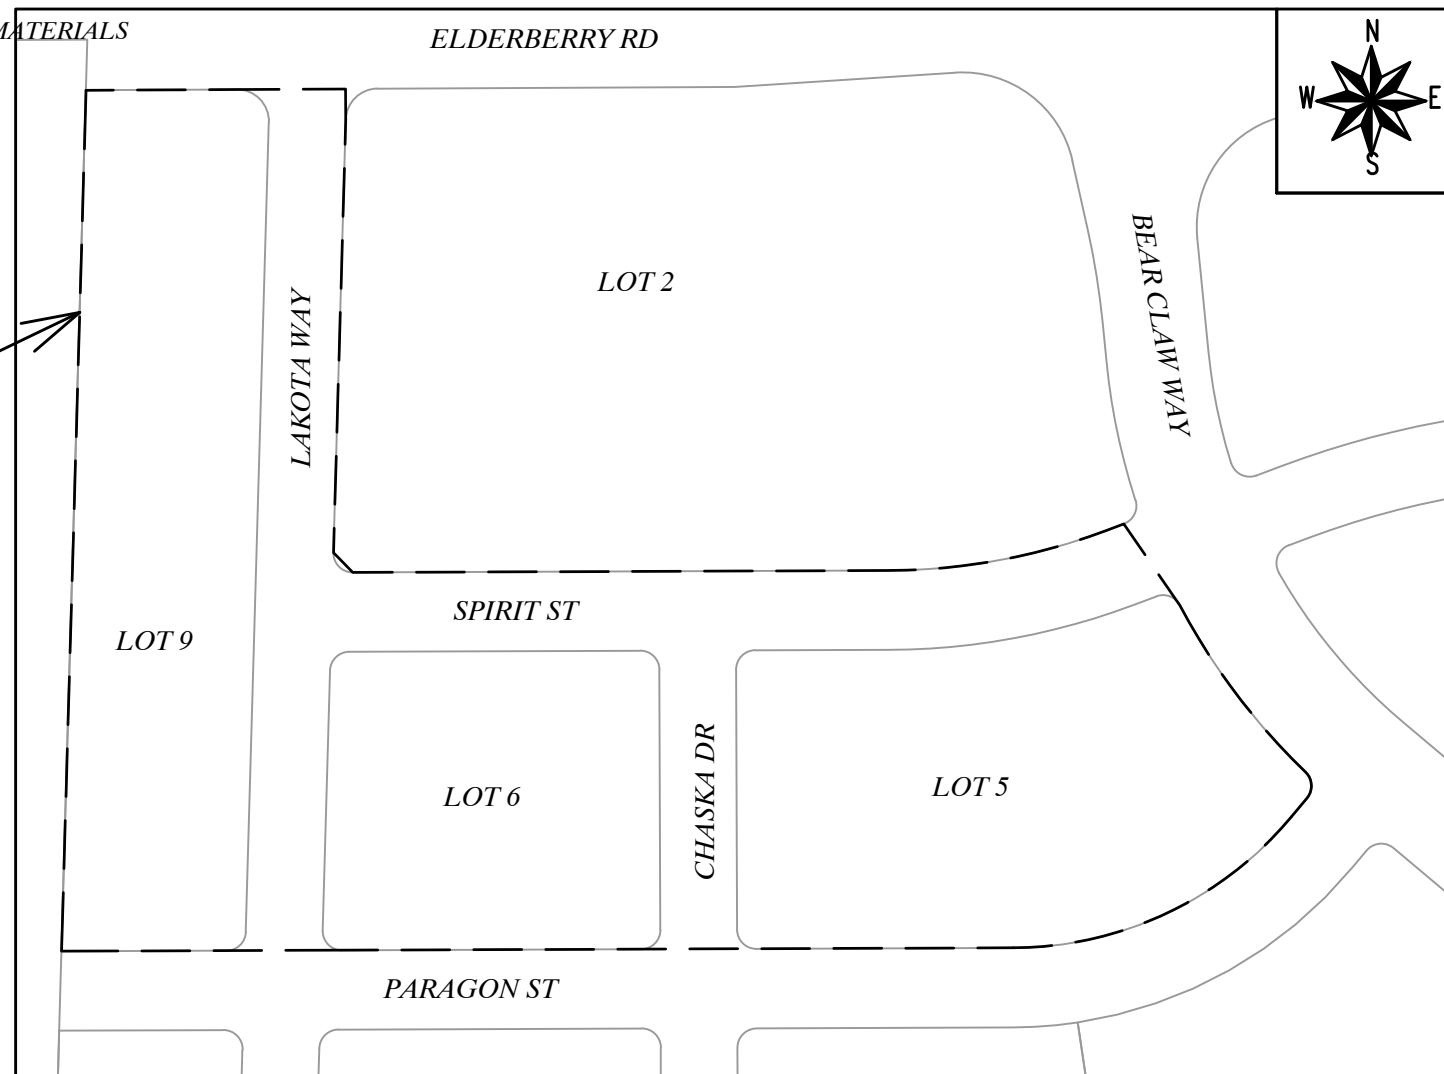 MATERIALS
ELDERBERRY RD
N
W
E
S
LOT 2
BEAR CLAW WAY
LAKOTA WAY
SPIRIT ST
LOT 9
LOT 6
CHASKA DR
LOT 5
PARAGON ST